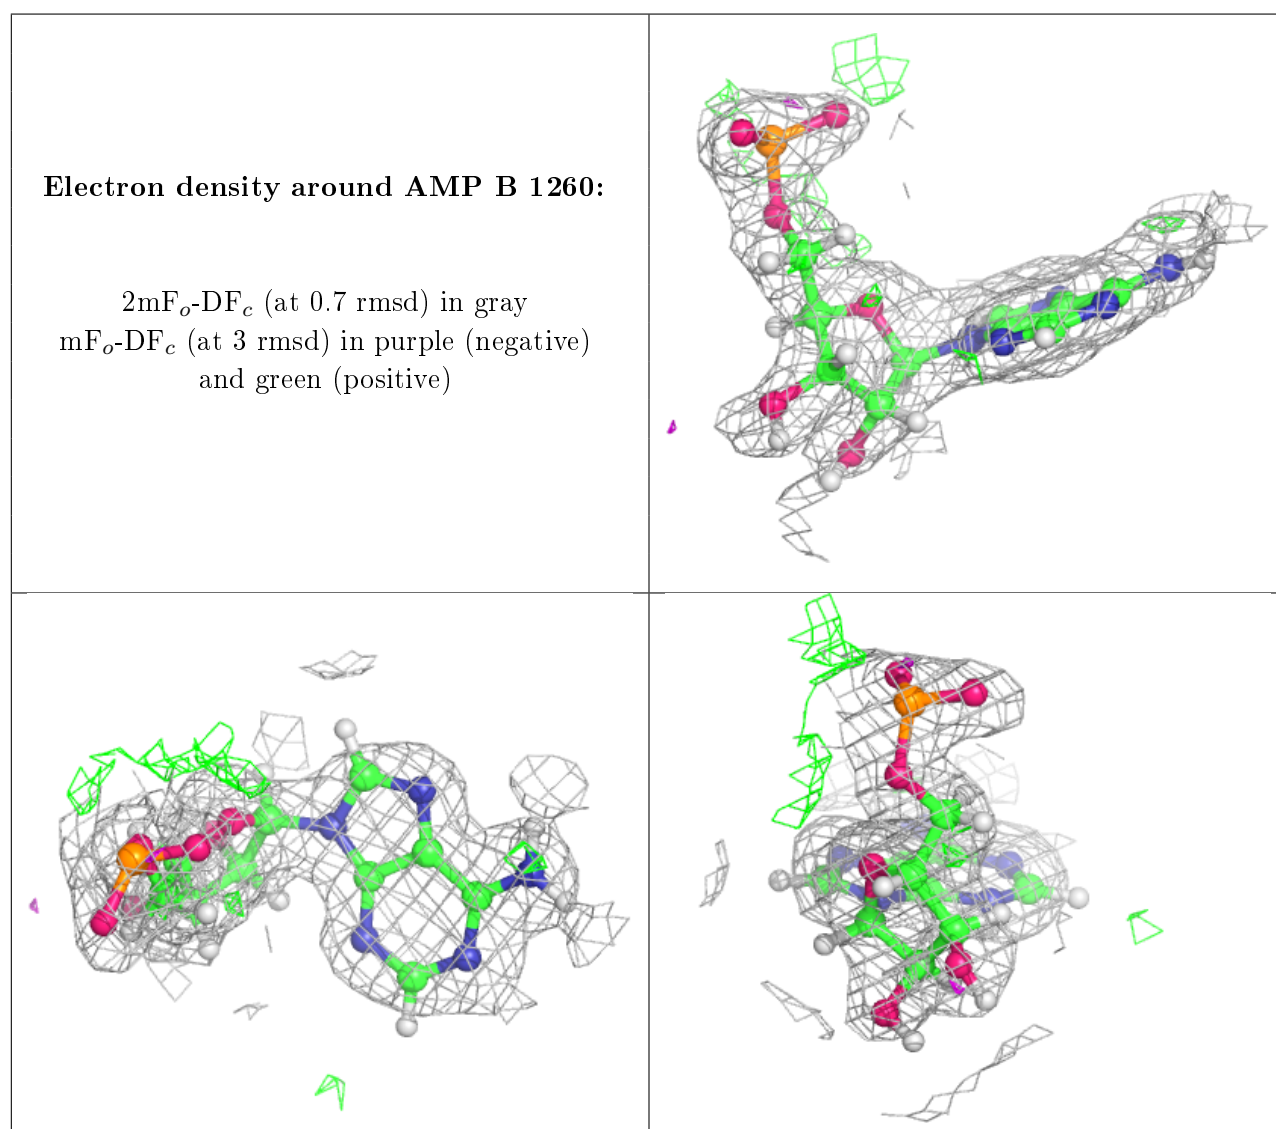 Electron density around AMP B 1260:
2mFo-DFc (at 0.7 rmsd) in gray
mFo-DFc (at 3 rmsd) in purple (negative)
and green (positive)